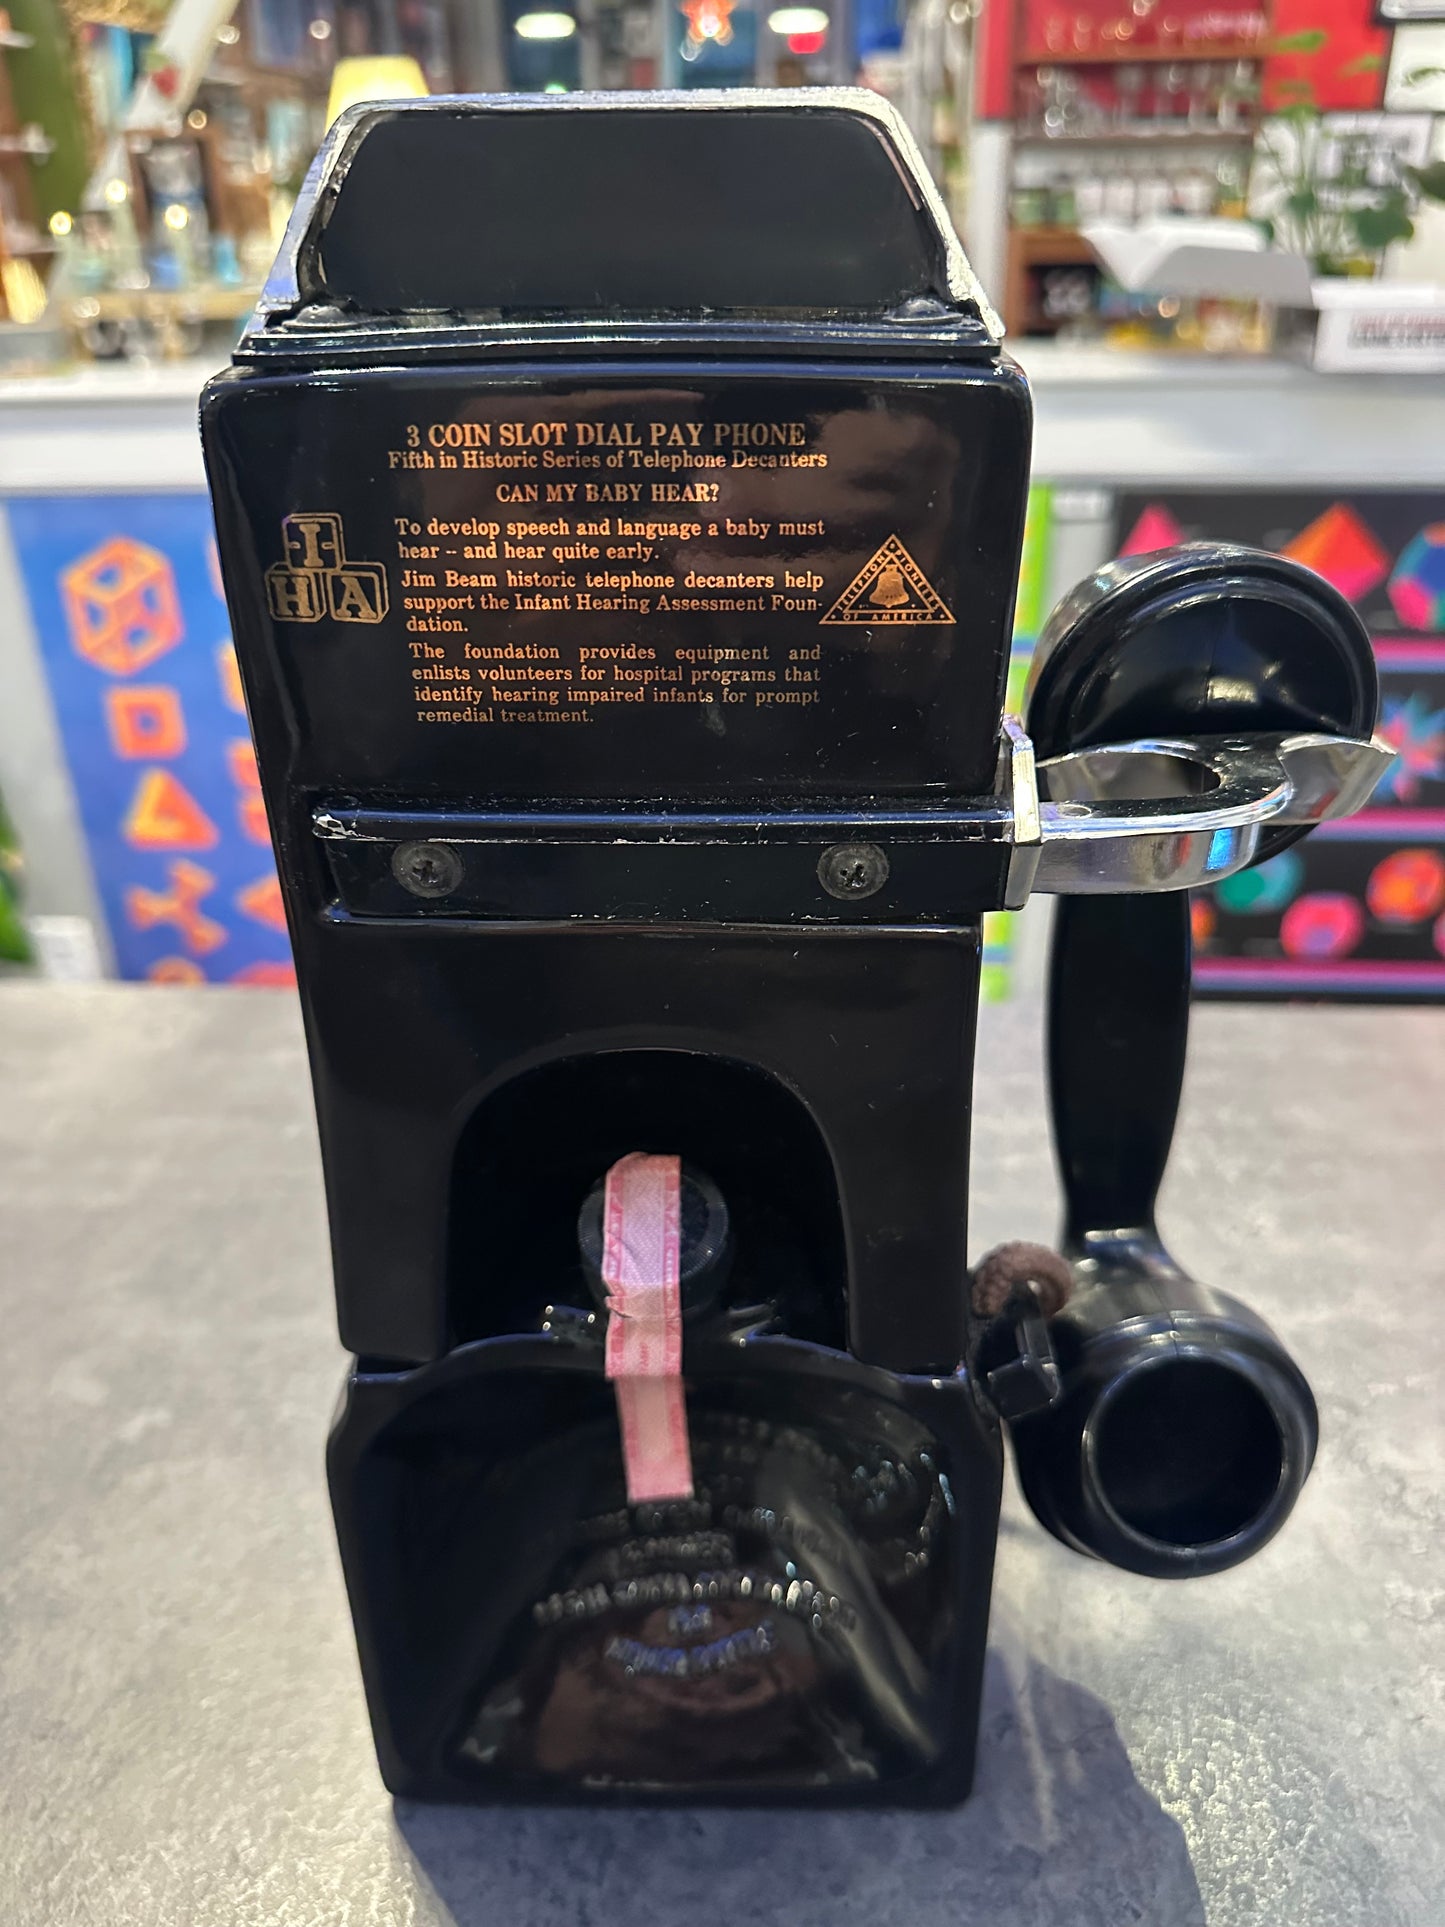 3 COIN SLOT DIAL PAY PHONE
Fifth in Historic Series of Telephone Decanters
CAN MY BABY HEAR?
To develop speech and language a baby must
hear -- and hear quite early.
Jim Beam historic telephone decanters help
support the Infant Hearing Assessment Foun-
dation.
The foundation provides equipment and
enlists volunteers for hospital programs that
identify hearing impaired infants for prompt
remedial treatment.
I
H A
TELEPHONE PIONEERS
OF AMERICA